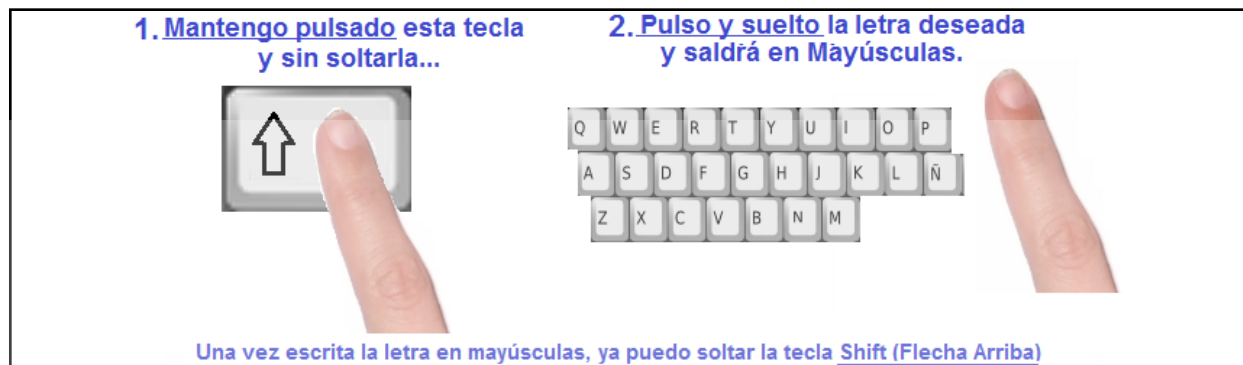 1. Mantengo pulsado esta tecla
y sin soltarla...
2. Pulso y suelto la letra deseada
y saldrá en Mayúsculas.
Q W E R T Y U I O P
A S D F G H J K L Ñ
Z X C V B N M
Una vez escrita la letra en mayúsculas, ya puedo soltar la tecla Shift (Flecha Arriba)